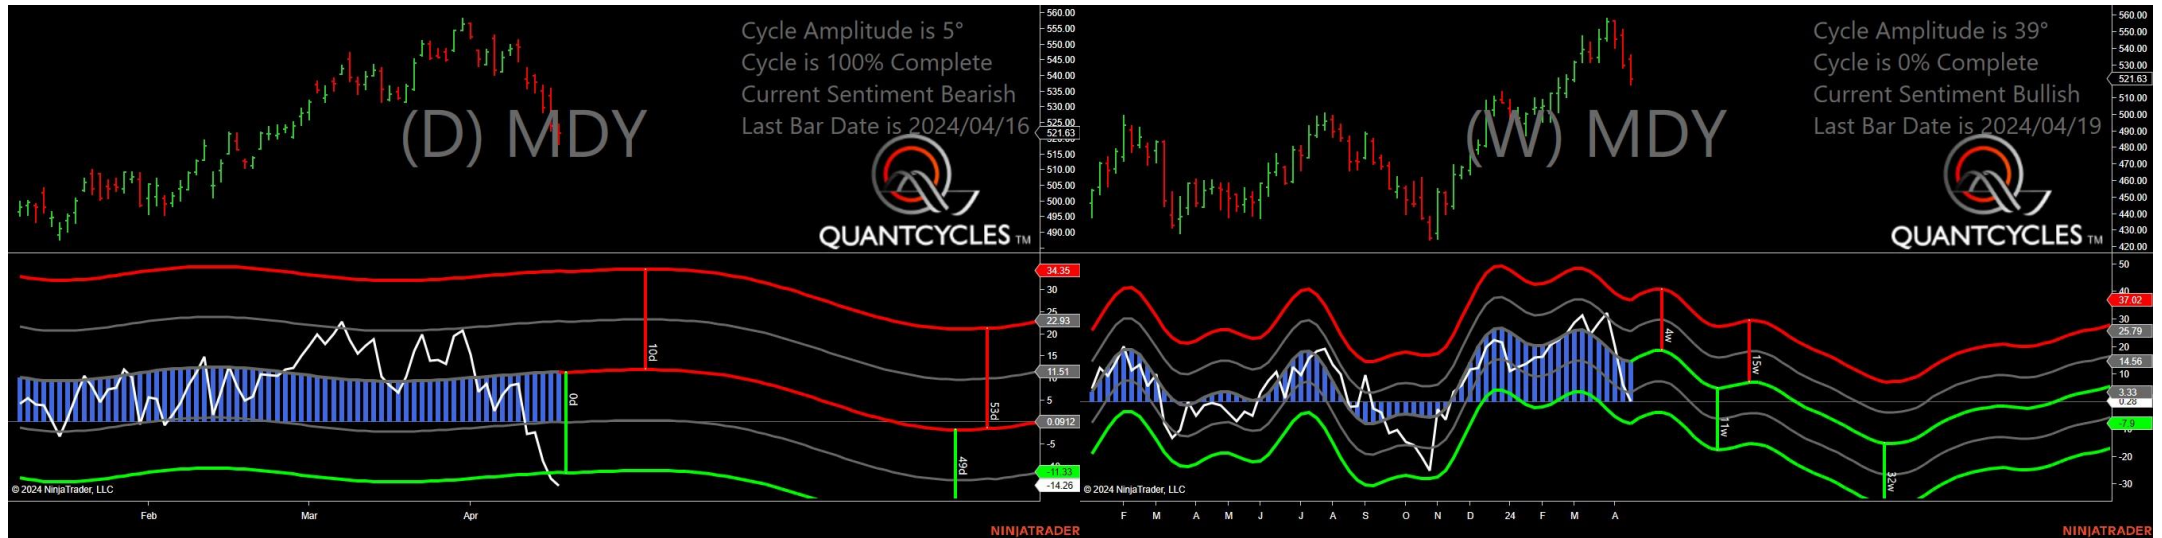 Cycle Amplitude is 5°
Cycle is 100% Complete
Current Sentiment Bearish
Last Bar Date is 2024/04/16
(D) MDY
QUANTCYCLES TM
560.00
555.00
550.00
545.00
540.00
535.00
530.00
525.00
521.63
515.00
510.00
505.00
500.00
495.00
490.00
34.35
30
25
22.93
20
15
11.51
5
0.0912
-5
-11.33
-14.26
10d
0d
53d
49d
© 2024 NinjaTrader, LLC
Feb Mar Apr
NINJATRADER
Cycle Amplitude is 39°
Cycle is 0% Complete
Current Sentiment Bullish
Last Bar Date is 2024/04/19
(W) MDY
QUANTCYCLES TM
560.00
550.00
540.00
530.00
521.63
510.00
500.00
490.00
480.00
470.00
460.00
450.00
440.00
430.00
420.00
50
40
37.02
30
25.79
20
14.56
10
3.33
0.28
-7.9
-20
-30
4w
15w
11w
32w
© 2024 NinjaTrader, LLC
F M A M J J A S O N D 24 F M A
NINJATRADER